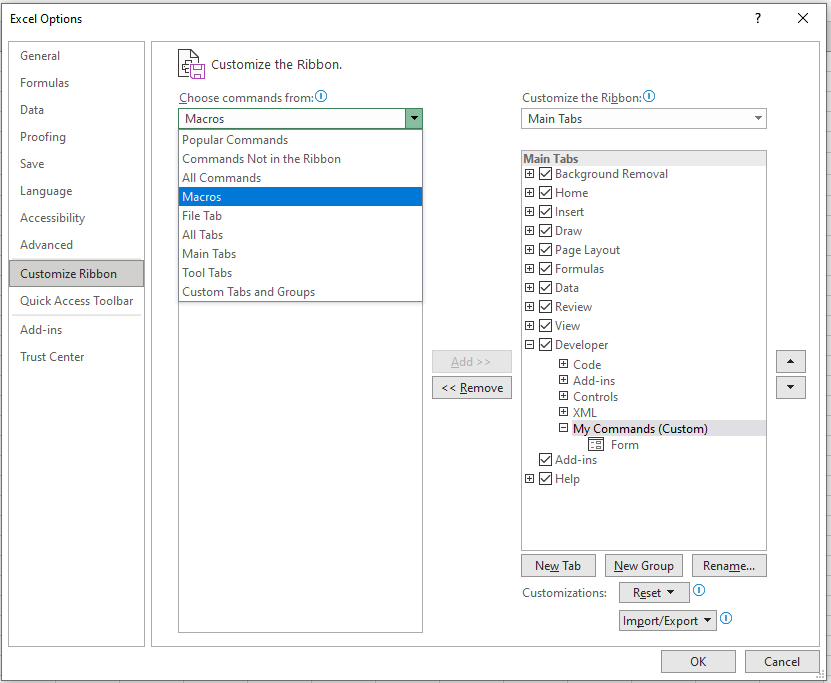 Excel Options
?
General
Formulas
Data
Proofing
Save
Language
Accessibility
Advanced
Customize Ribbon
Quick Access Toolbar
Add-ins
Trust Center
Customize the Ribbon.
Choose commands from:
Macros
Popular Commands
Commands Not in the Ribbon
All Commands
Macros
File Tab
All Tabs
Main Tabs
Tool Tabs
Custom Tabs and Groups
Add >>
<< Remove
Customize the Ribbon:
Main Tabs
Main Tabs
Background Removal
Home
Insert
Draw
Page Layout
Formulas
Data
Review
View
Developer
Code
Add-ins
Controls
XML
My Commands (Custom)
Form
Add-ins
Help
New Tab
New Group
Rename...
Customizations:
Reset
Import/Export
OK
Cancel